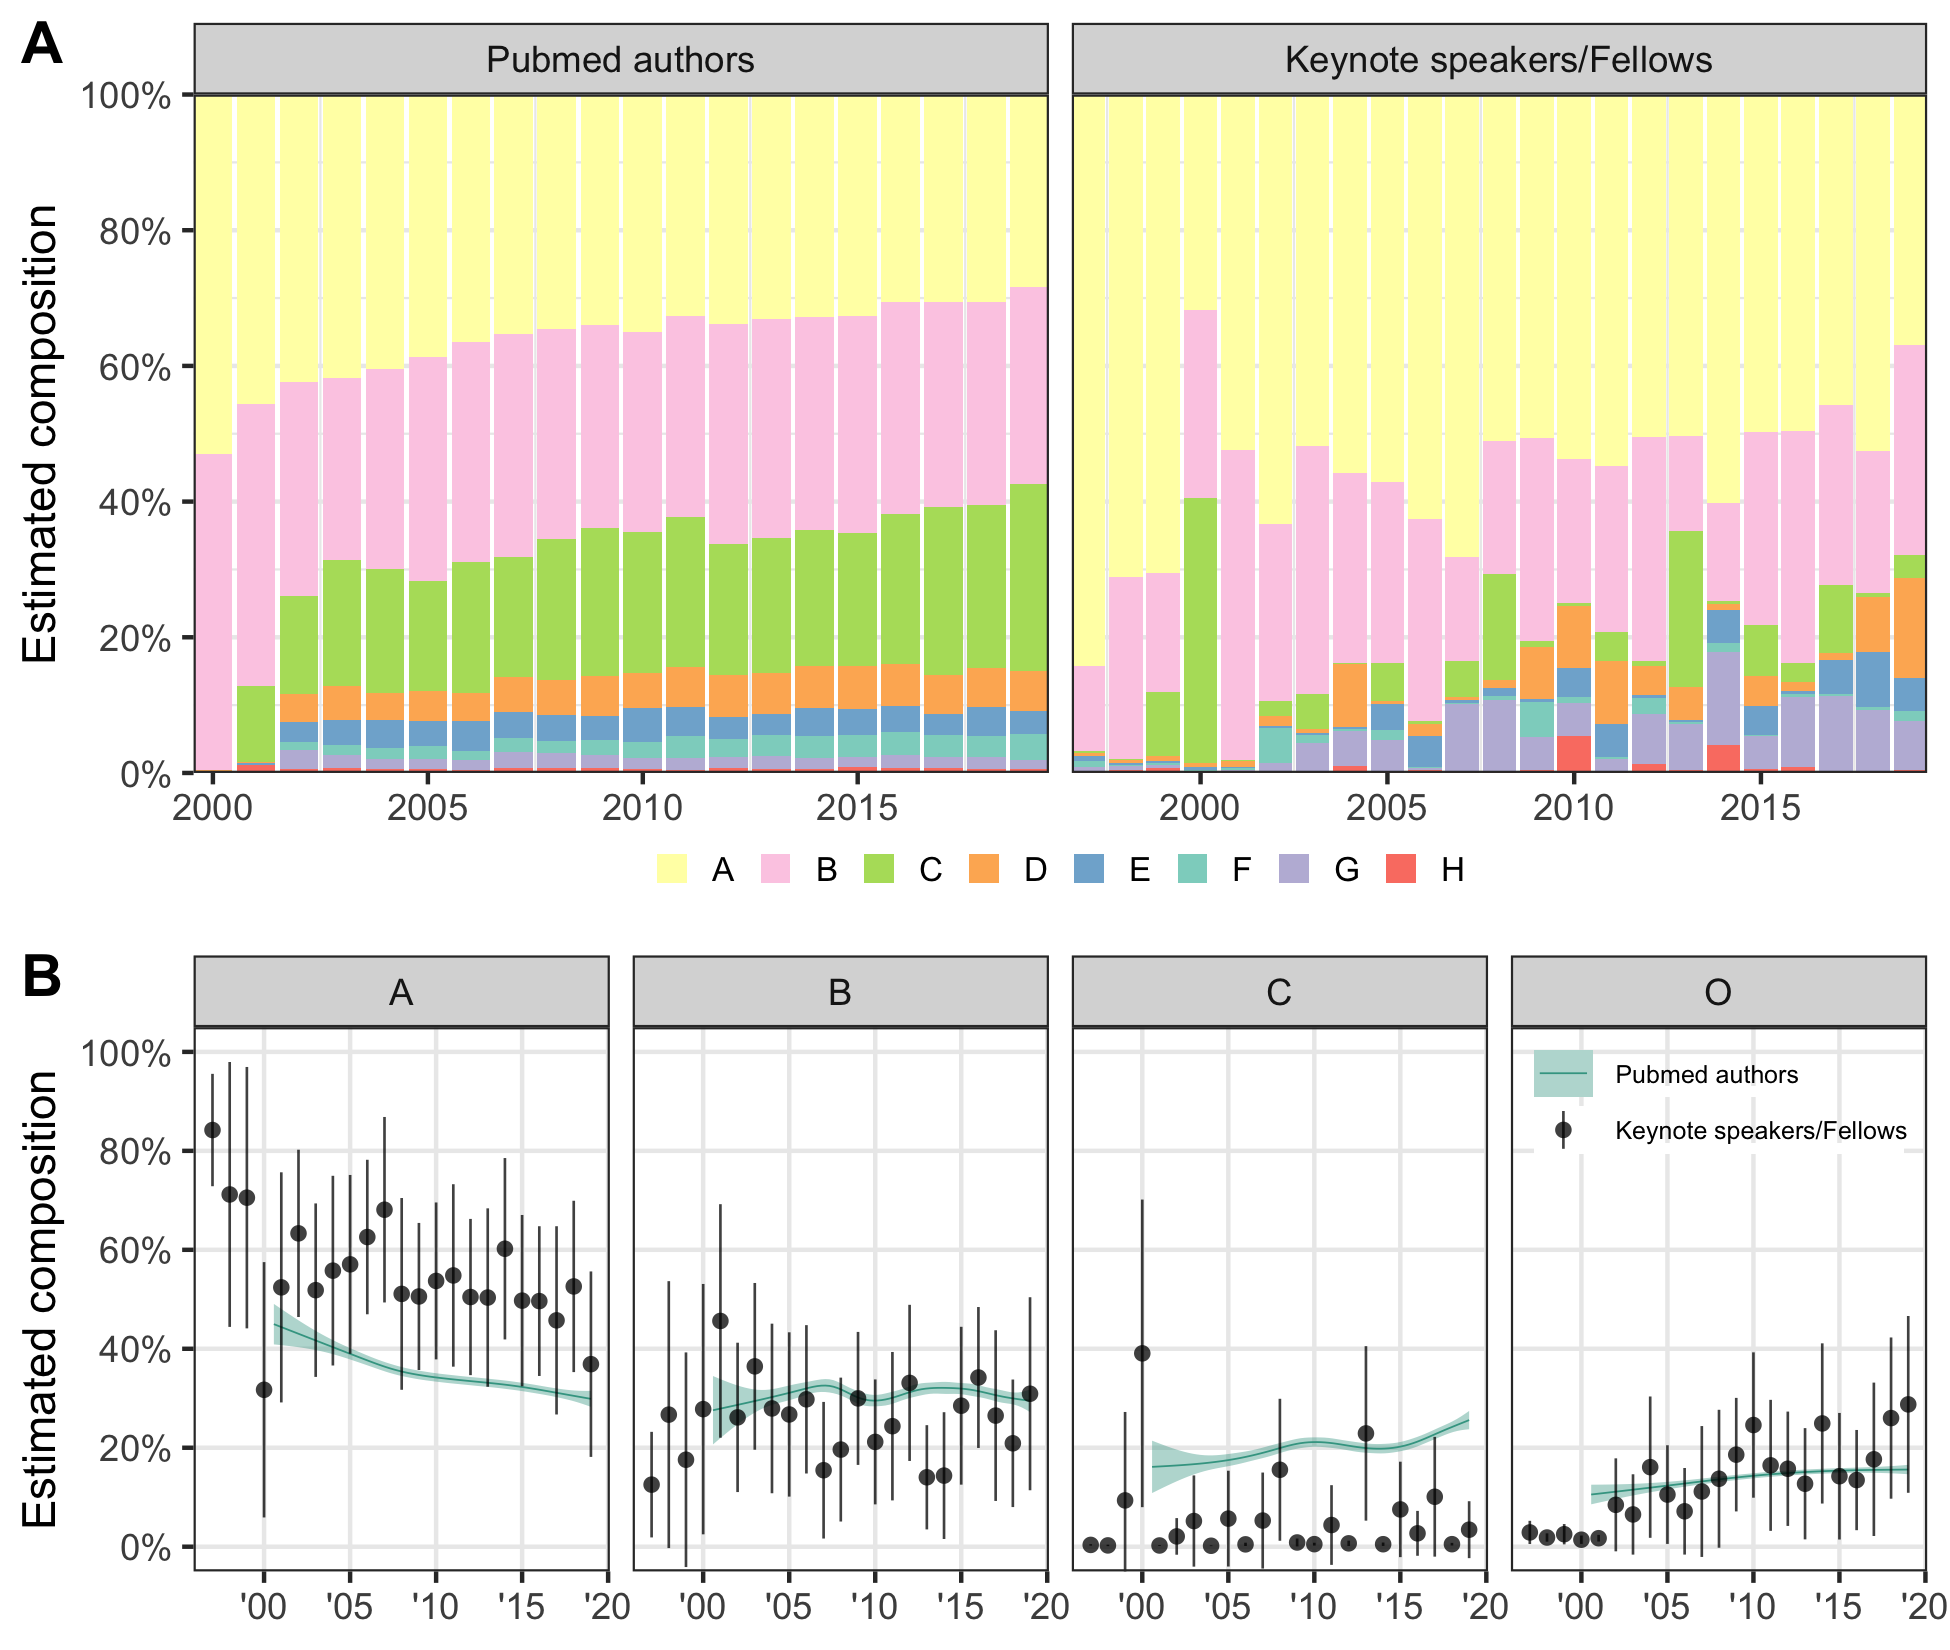 A
Pubmed authors
Keynote speakers/Fellows
Estimated composition
100%
80%
60%
40%
20%
0%
2000
2005
2010
2015
2000
2005
2010
2015
A B C D E F G H
B
A
B
C
O
Estimated composition
100%
80%
60%
40%
20%
0%
Pubmed authors
Keynote speakers/Fellows
'00 '05 '10 '15 '20
'00 '05 '10 '15 '20
'00 '05 '10 '15
'00 '05 '10 '15 '20